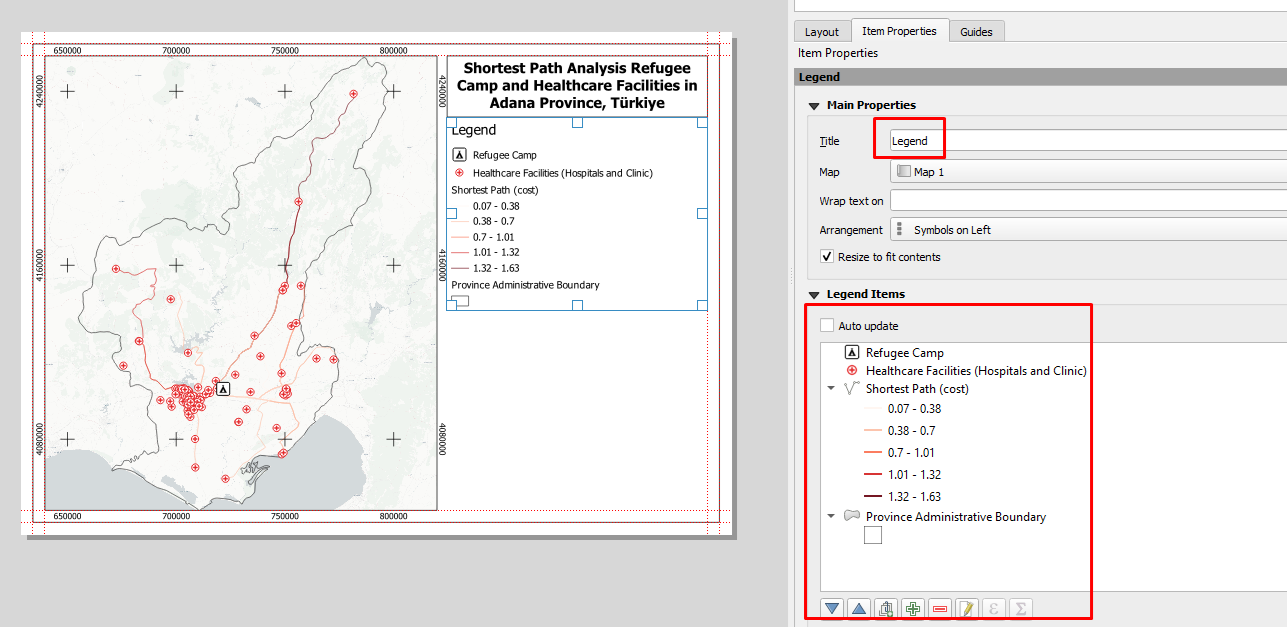 650000 700000 750000 800000
4240000
4240000
4160000
4160000
4080000
4080000
650000 700000 750000 800000
Shortest Path Analysis Refugee
Camp and Healthcare Facilities in
Adana Province, Türkiye
Legend
Refugee Camp
Healthcare Facilities (Hospitals and Clinic)
Shortest Path (cost)
0.07 - 0.38
0.38 - 0.7
0.7 - 1.01
1.01 - 1.32
1.32 - 1.63
Province Administrative Boundary
Layout Item Properties Guides
Item Properties
Legend
Main Properties
Title Legend
Map Map 1
Wrap text on
Arrangement Symbols on Left
Resize to fit contents
Legend Items
Auto update
Refugee Camp
Healthcare Facilities (Hospitals and Clinic)
Shortest Path (cost)
0.07 - 0.38
0.38 - 0.7
0.7 - 1.01
1.01 - 1.32
1.32 - 1.63
Province Administrative Boundary
ε Σ